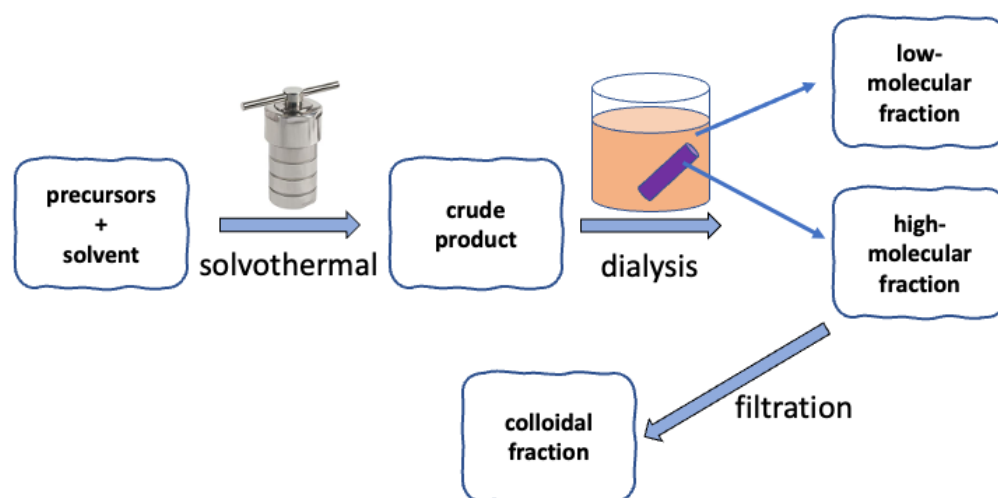 precursors
+
solvent
solvothermal
crude
product
dialysis
low-
molecular
fraction
high-
molecular
fraction
filtration
colloidal
fraction